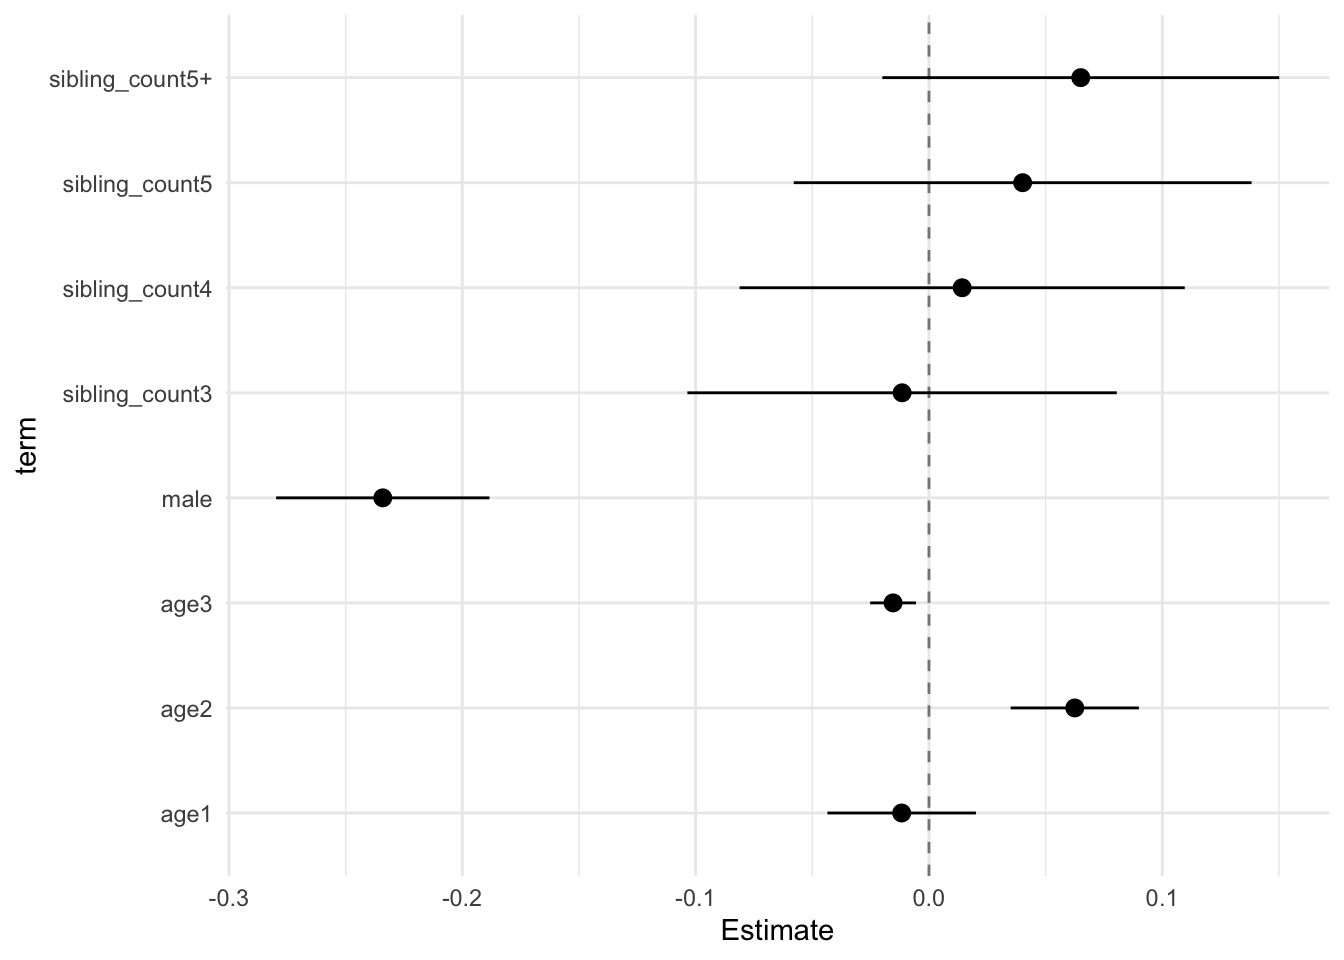 sibling_count5+
sibling_count5
sibling_count4
sibling_count3
term
male
age3
age2
age1
-0.3 -0.2 -0.1 0.0 0.1
Estimate